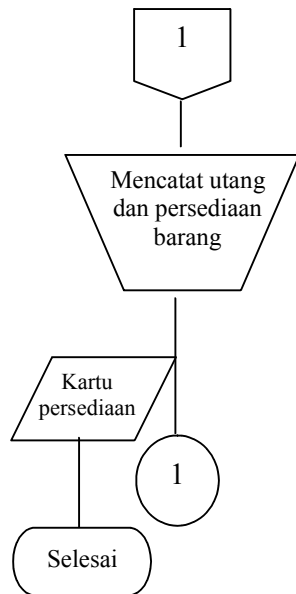 1
Mencatat utang
dan persediaan
barang
Kartu
persediaan
1
Selesai